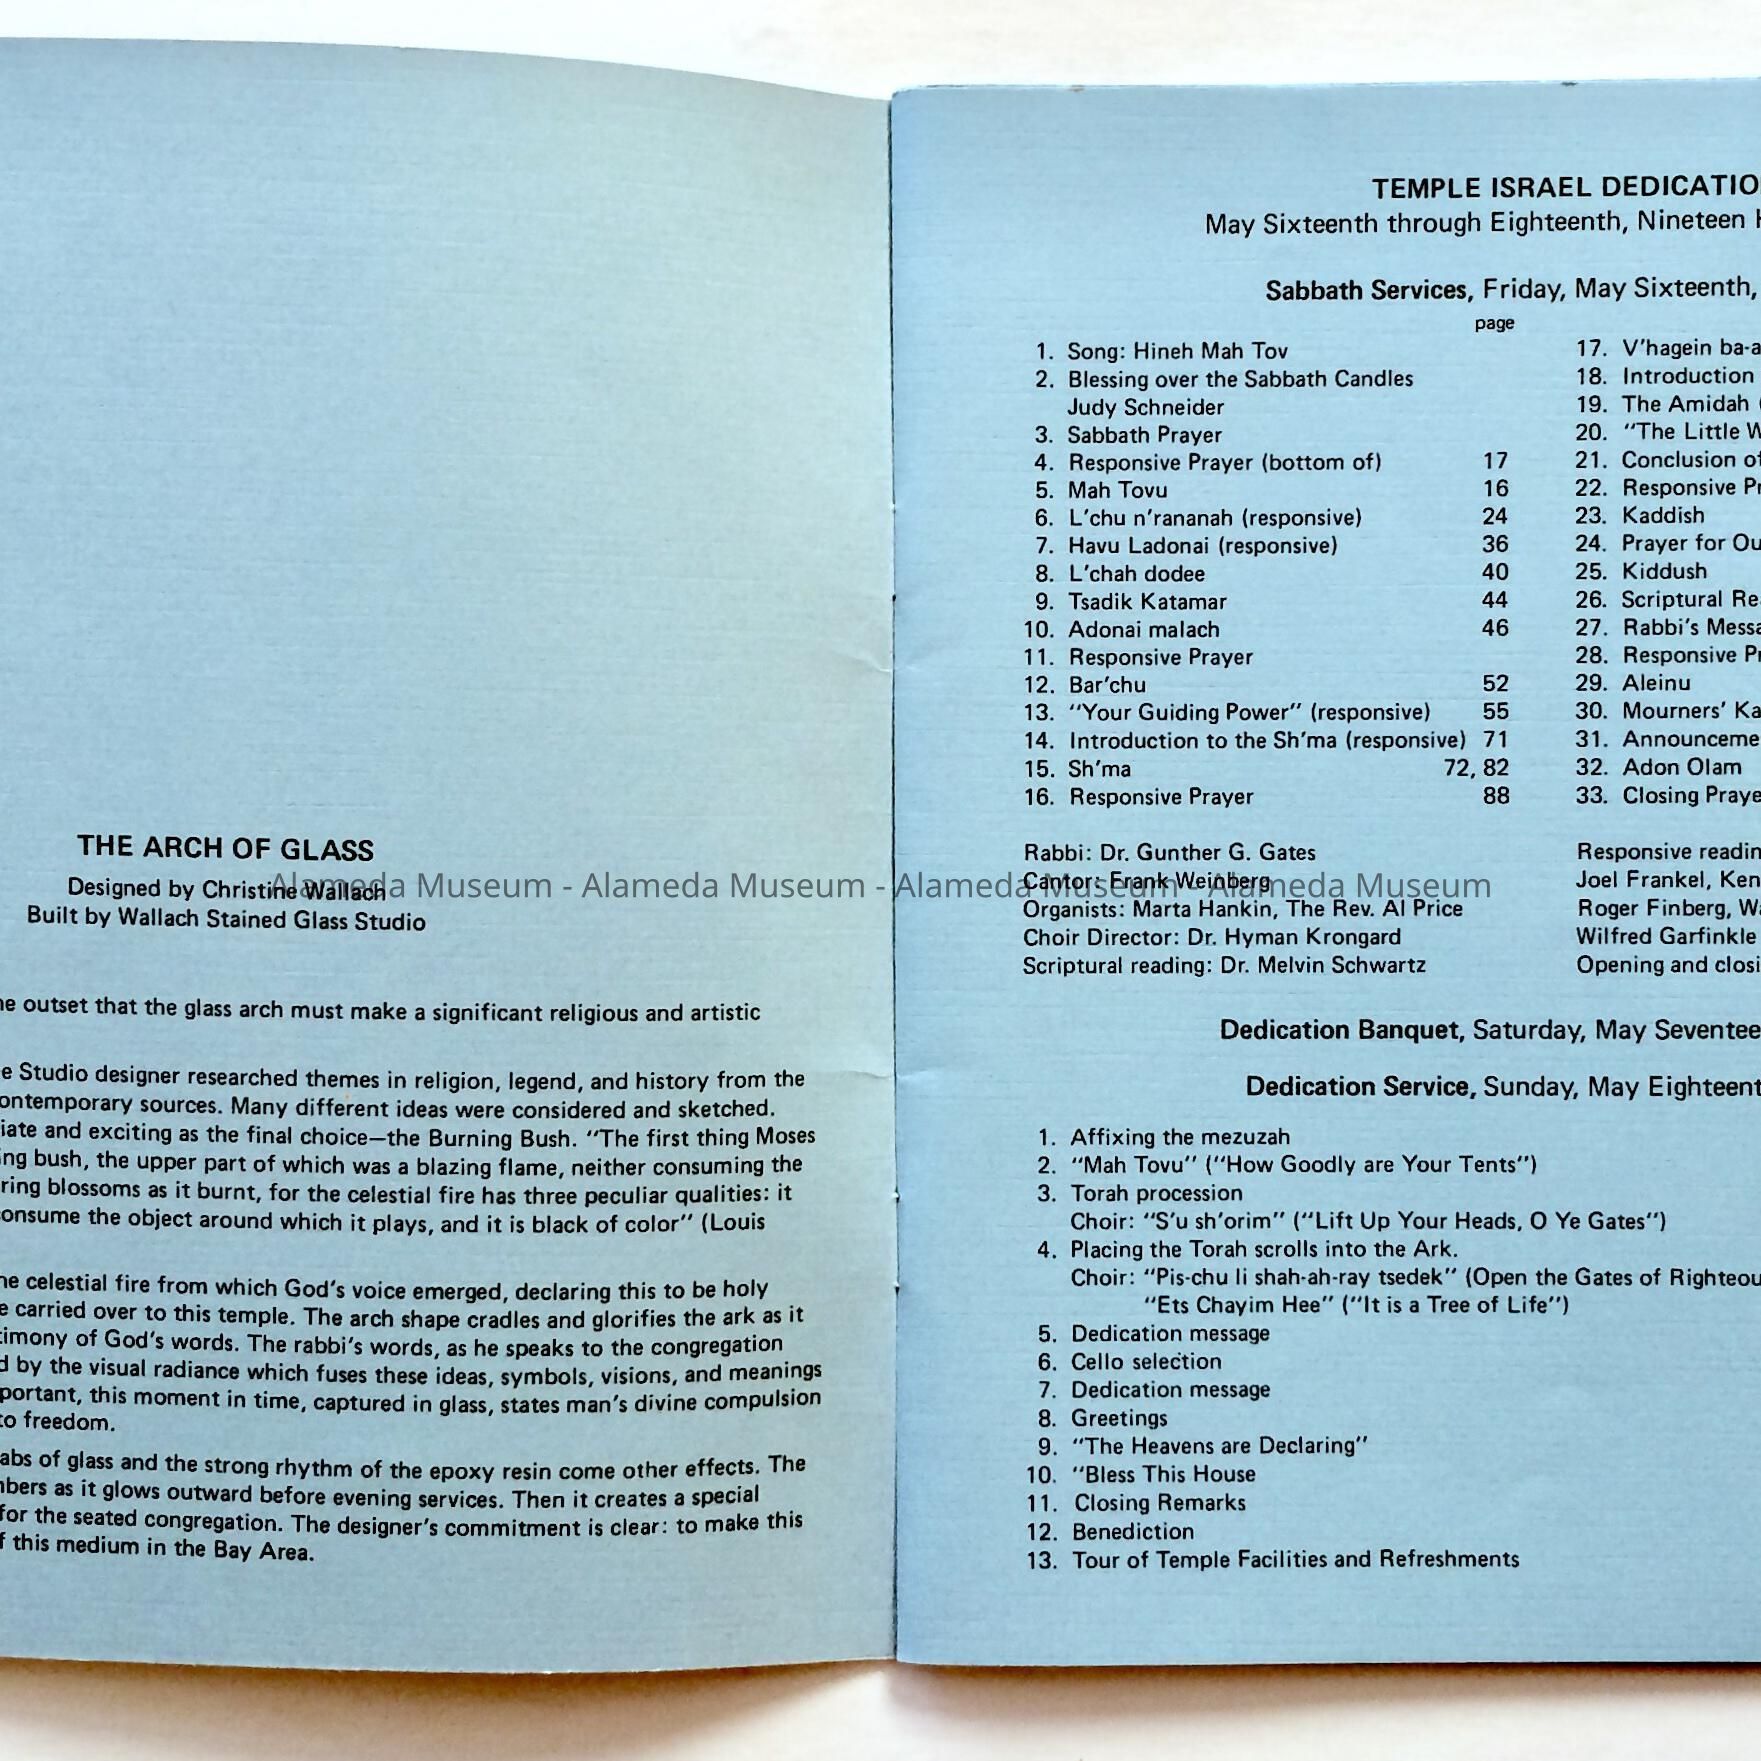 THE ARCH OF GLASS
Designed by Christine Wallach
Built by Wallach Stained Glass Studio
outset that the glass arch must make a significant religious and artistic
Studio designer researched themes in religion, legend, and history from the
sources. Many different ideas were considered and sketched.
and exciting as the final choice—the Burning Bush. "The first thing Moses
bush, the upper part of which was a blazing flame, neither consuming the
blossoms as it burnt, for the celestial fire has three peculiar qualities: it
the object around which it plays, and it is black of color" (Louis
celestial fire from which God's voice emerged, declaring this to be holy
carried over to this temple. The arch shape cradles and glorifies the ark as it
of God's words. The rabbi's words, as he speaks to the congregation
by the visual radiance which fuses these ideas, symbols, visions, and meanings
this moment in time, captured in glass, states man's divine compulsion
to freedom.
of glass and the strong rhythm of the epoxy resin come other effects. The
as it glows outward before evening services. Then it creates a special
for the seated congregation. The designer's commitment is clear: to make this
this medium in the Bay Area.
TEMPLE ISRAEL DEDICATIO
May Sixteenth through Eighteenth, Nineteen
Sabbath Services, Friday, May Sixteenth,
page
1. Song: Hineh Mah Tov
2. Blessing over the Sabbath Candles
Judy Schneider
3. Sabbath Prayer
4. Responsive Prayer (bottom of) 17
5. Mah Tovu 16
6. L'chu n'rananah (responsive) 24
7. Havu Ladonai (responsive) 36
8. L'chah dodee 40
9. Tsadik Katamar 44
10. Adonai malach 46
11. Responsive Prayer
12. Bar'chu 52
13. "Your Guiding Power" (responsive) 55
14. Introduction to the Sh'ma (responsive) 71
15. Sh'ma 72, 82
16. Responsive Prayer 88
17. V'hagein ba-a
18. Introduction
19. The Amidah (
20. "The Little W
21. Conclusion of
22. Responsive Pr
23. Kaddish
24. Prayer for Ou
25. Kiddush
26. Scriptural Re
27. Rabbi's Messa
28. Responsive Pr
29. Aleinu
30. Mourners' Ka
31. Announceme
32. Adon Olam
33. Closing Praye
Rabbi: Dr. Gunther G. Gates
Cantor: Frank Weinberg
Organists: Marta Hankin, The Rev. Al Price
Choir Director: Dr. Hyman Krongard
Scriptural reading: Dr. Melvin Schwartz
Responsive readin
Joel Frankel, Ken
Roger Finberg, Wa
Wilfred Garfinkle
Opening and closi
Dedication Banquet, Saturday, May Seventee
Dedication Service, Sunday, May Eighteent
1. Affixing the mezuzah
2. "Mah Tovu" ("How Goodly are Your Tents")
3. Torah procession
Choir: "S'u sh'orim" ("Lift Up Your Heads, O Ye Gates")
4. Placing the Torah scrolls into the Ark.
Choir: "Pis-chu li shah-ah-ray tsedek" (Open the Gates of Righteou
"Ets Chayim Hee" ("It is a Tree of Life")
5. Dedication message
6. Cello selection
7. Dedication message
8. Greetings
9. "The Heavens are Declaring"
10. "Bless This House
11. Closing Remarks
12. Benediction
13. Tour of Temple Facilities and Refreshments
Alameda Museum - Alameda Museum - Alameda Museum - Alameda Museum